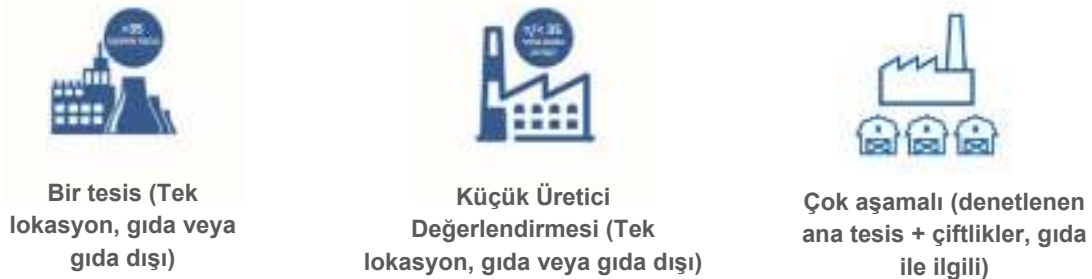 Bir tesis (Tek
lokasyon, gıda veya
gıda dışı)
Küçük Üretici
Değerlendirmesi (Tek
lokasyon, gıda veya gıda dışı)
Çok aşamalı (denetlenen
ana tesis + çiftlikler, gıda
ile ilgili)